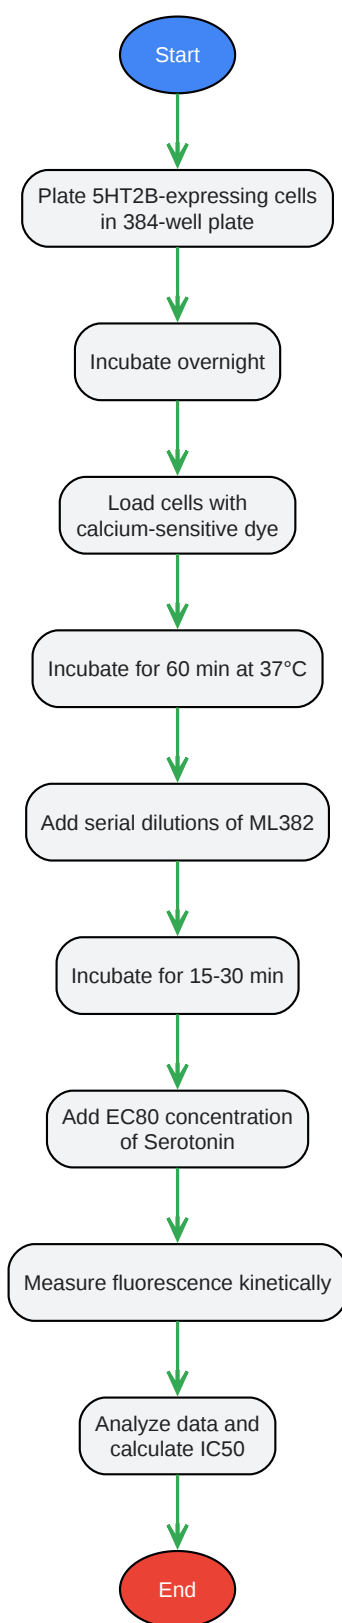 Start
Plate 5HT2B-expressing cells
in 384-well plate
Incubate overnight
Load cells with
calcium-sensitive dye
Incubate for 60 min at 37°C
Add serial dilutions of ML382
Incubate for 15-30 min
Add EC80 concentration
of Serotonin
Measure fluorescence kinetically
Analyze data and
calculate IC50
End